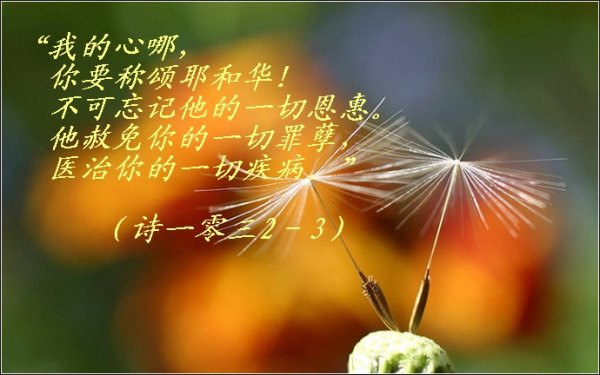 “我的心哪，
你要称颂耶和华！
不可忘记他的一切恩惠。
他赦免你的一切罪孽，
医治你的一切疾病。”
（诗一零三2－3）